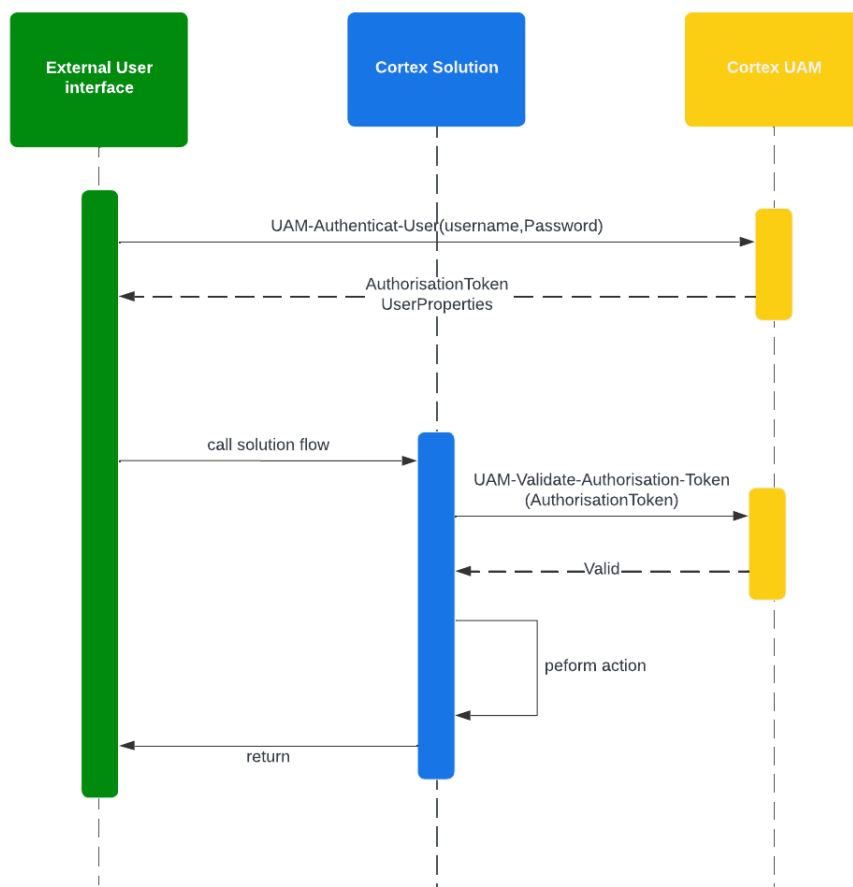 External User
interface
Cortex Solution
Cortex UAM
UAM-Authenticat-User(username,Password)
AuthorisationToken
UserProperties
call solution flow
UAM-Validate-Authorisation-Token
(AuthorisationToken)
Valid
peform action
return